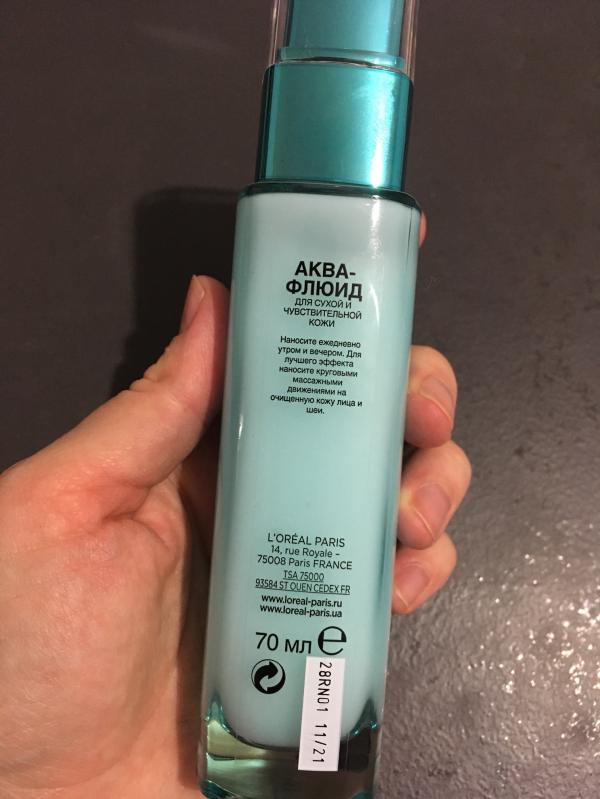 АКВА-
ФЛЮИД
ДЛЯ СУХОЙ И
ЧУВСТВИТЕЛЬНОЙ
КОЖИ
Наносите ежедневно
утром и вечером. Для
лучшего эффекта
наносите круговыми
массажными
движениями на
очищенную кожу лица и
шеи.
L'ORÉAL PARIS
14, rue Royale -
75008 Paris FRANCE
TSA 75000
93584 ST OUEN CEDEX FR
www.loreal-paris.ru
www.loreal-paris.ua
70 МЛ ℮
28RN01 11/21